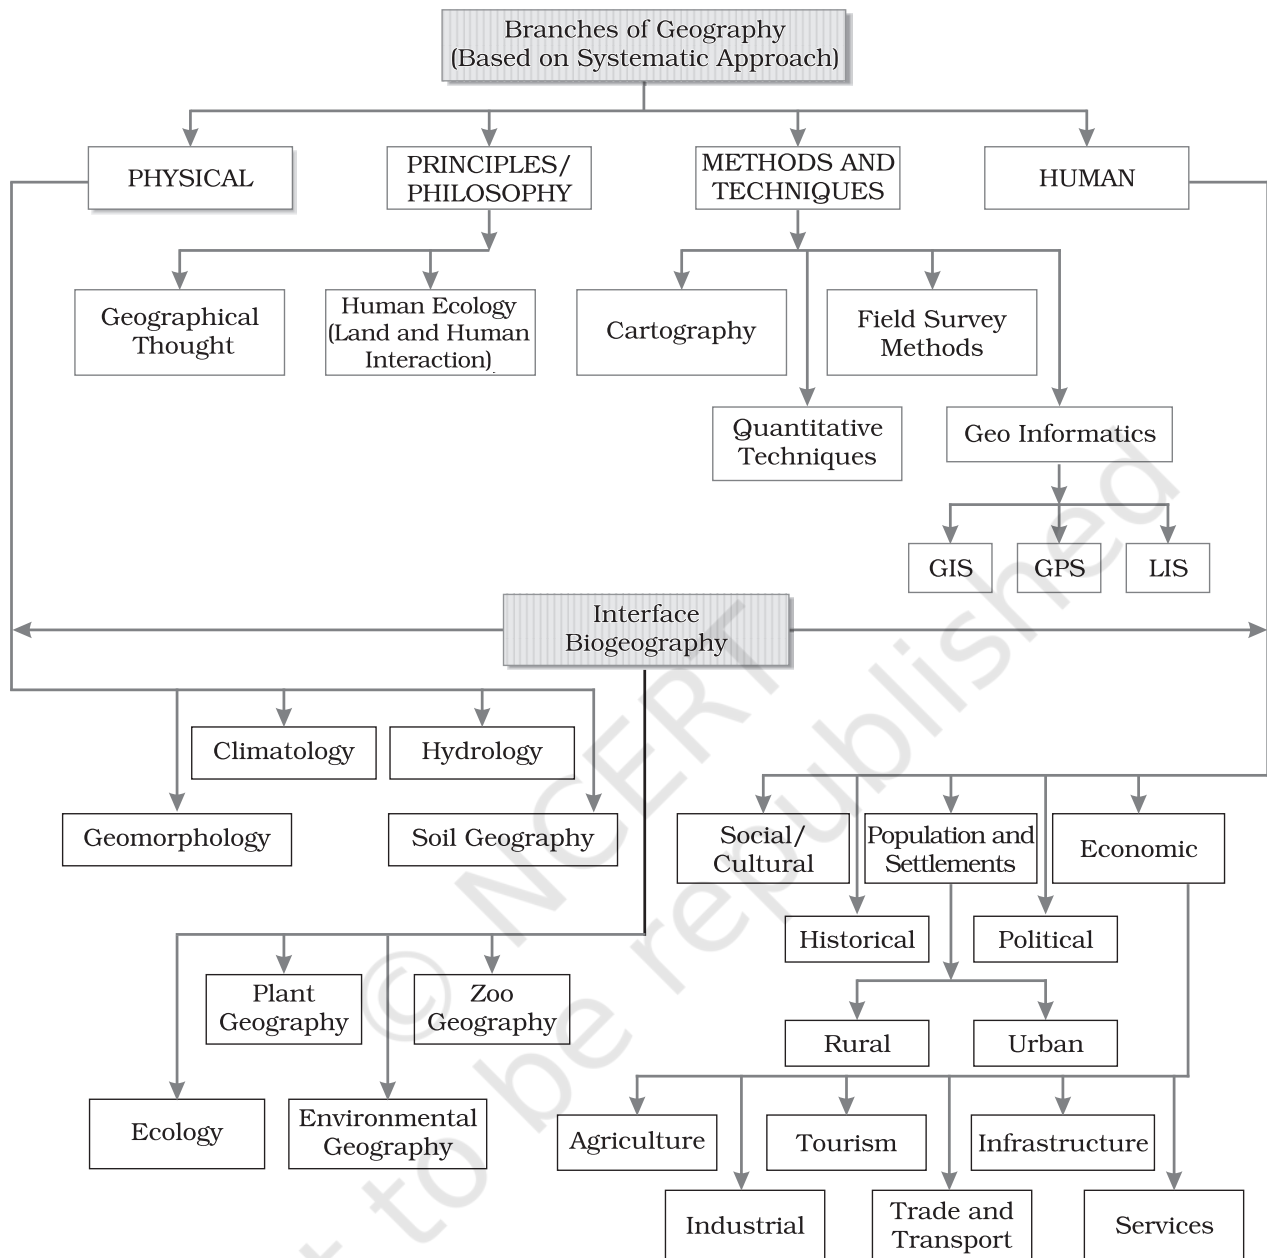 Branches of Geography
(Based on Systematic Approach)
PHYSICAL
PRINCIPLES/
PHILOSOPHY
METHODS AND
TECHNIQUES
HUMAN
Geographical
Thought
Human Ecology
(Land and Human
Interaction)
Cartography
Field Survey
Methods
Quantitative
Techniques
Geo Informatics
GIS
GPS
LIS
Interface
Biogeography
Climatology
Hydrology
Geomorphology
Soil Geography
Social/
Cultural
Population and
Settlements
Economic
Historical
Political
Plant
Geography
Zoo
Geography
Rural
Urban
Ecology
Environmental
Geography
Agriculture
Tourism
Infrastructure
Industrial
Trade and
Transport
Services
© NCERT
to be republished